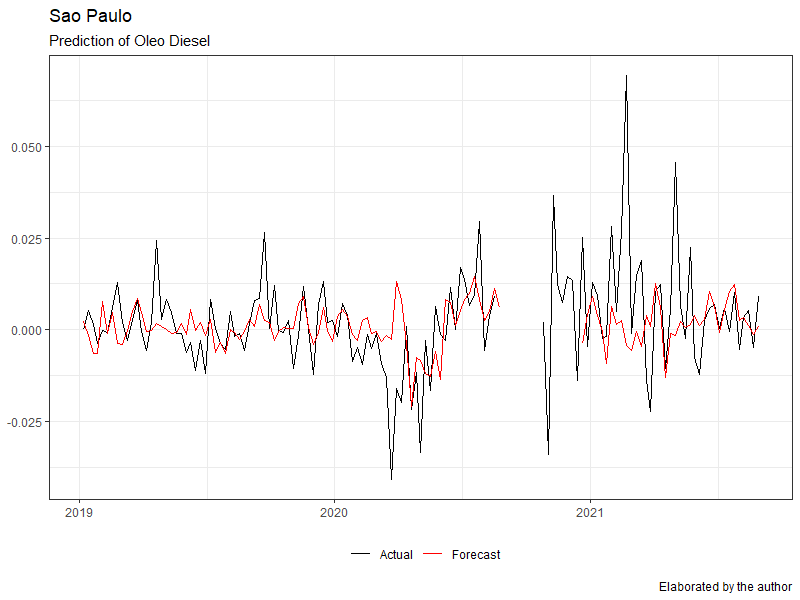 Sao Paulo
Prediction of Oleo Diesel
0.050
0.025
0.000
-0.025
2019 2020 2021
Actual Forecast
Elaborated by the author